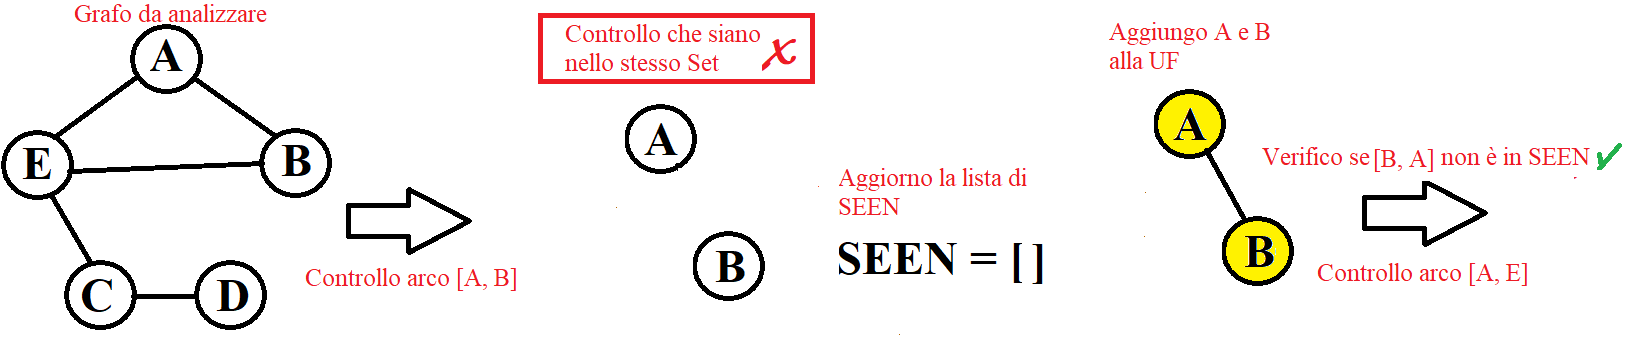 Grafo da analizzare
A
E
B
C
D
Controllo arco [A, B]
Controllo che siano
nello stesso Set
A
B
Aggiorno la lista di
SEEN
SEEN = [ ]
Aggiungo A e B
alla UF
A
B
Verifico se [B, A] non è in SEEN
Controllo arco [A, E]